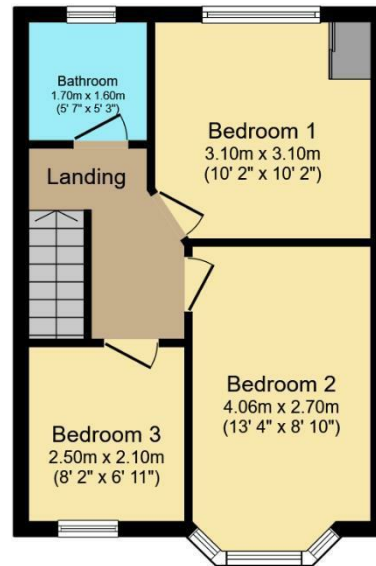 Bathroom
1.70m x 1.60m
(5' 7" x 5' 3")
Bedroom 1
3.10m x 3.10m
(10' 2" x 10' 2")
Landing
Bedroom 2
4.06m x 2.70m
(13' 4" x 8' 10")
Bedroom 3
2.50m x 2.10m
(8' 2" x 6' 11")